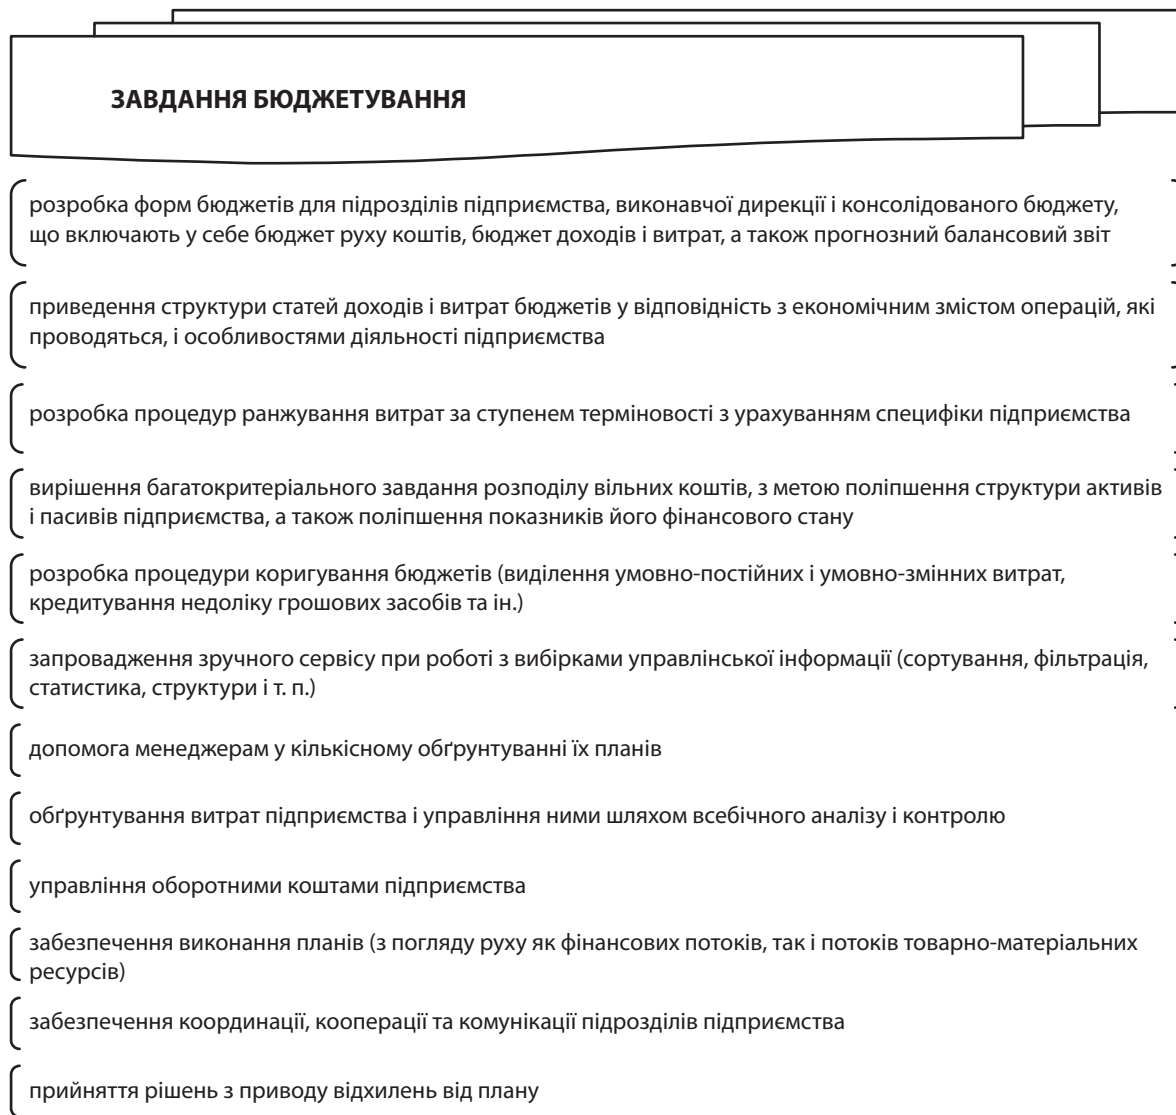 ЗАВДАННЯ БЮДЖЕТУВАННЯ
розробка форм бюджетів для підрозділів підприємства, виконавчої дирекції і консолідованого бюджету,
що включають у себе бюджет руху коштів, бюджет доходів і витрат, а також прогнозний балансовий звіт
приведення структури статей доходів і витрат бюджетів у відповідність з економічним змістом операцій, які
проводяться, і особливостями діяльності підприємства
розробка процедур ранжування витрат за ступенем терміновості з урахуванням специфіки підприємства
вирішення багатокритеріального завдання розподілу вільних коштів, з метою поліпшення структури активів
і пасивів підприємства, а також поліпшення показників його фінансового стану
розробка процедури коригування бюджетів (виділення умовно-постійних і умовно-змінних витрат,
кредитування недоліку грошових засобів та ін.)
запровадження зручного сервісу при роботі з вибірками управлінської інформації (сортування, фільтрація,
статистика, структури і т. п.)
допомога менеджерам у кількісному обґрунтуванні їх планів
обґрунтування витрат підприємства і управління ними шляхом всебічного аналізу і контролю
управління оборотними коштами підприємства
забезпечення виконання планів (з погляду руху як фінансових потоків, так і потоків товарно-матеріальних
ресурсів)
забезпечення координації, кооперації та комунікації підрозділів підприємства
прийняття рішень з приводу відхилень від плану